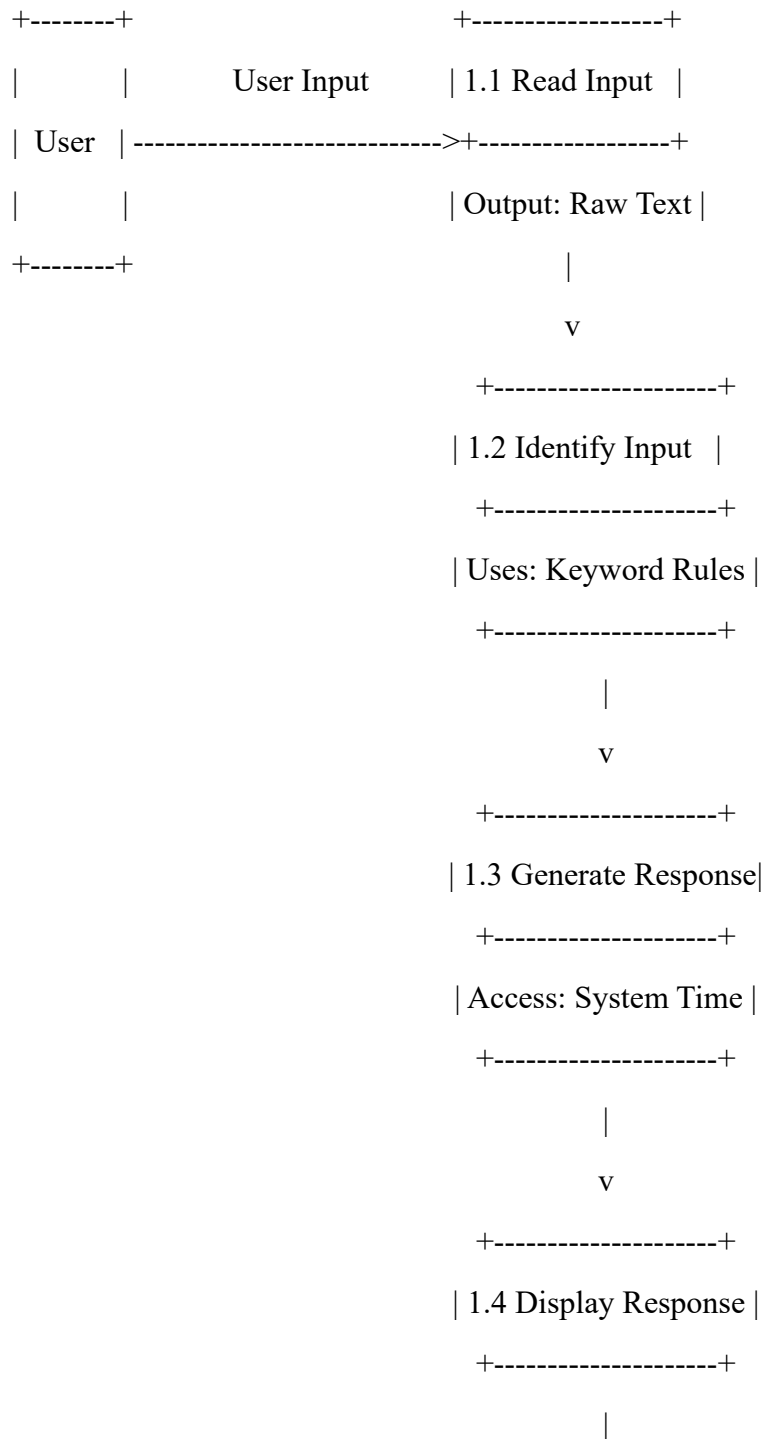 +--------+ +------------------+
| | User Input | 1.1 Read Input |
| User | ----------------------------->+------------------+
| | | Output: Raw Text |
+--------+ |
v
+---------------------+
| 1.2 Identify Input |
+---------------------+
| Uses: Keyword Rules |
+---------------------+
|
v
+---------------------+
| 1.3 Generate Response|
+---------------------+
| Access: System Time |
+---------------------+
|
v
+---------------------+
| 1.4 Display Response |
+---------------------+
|